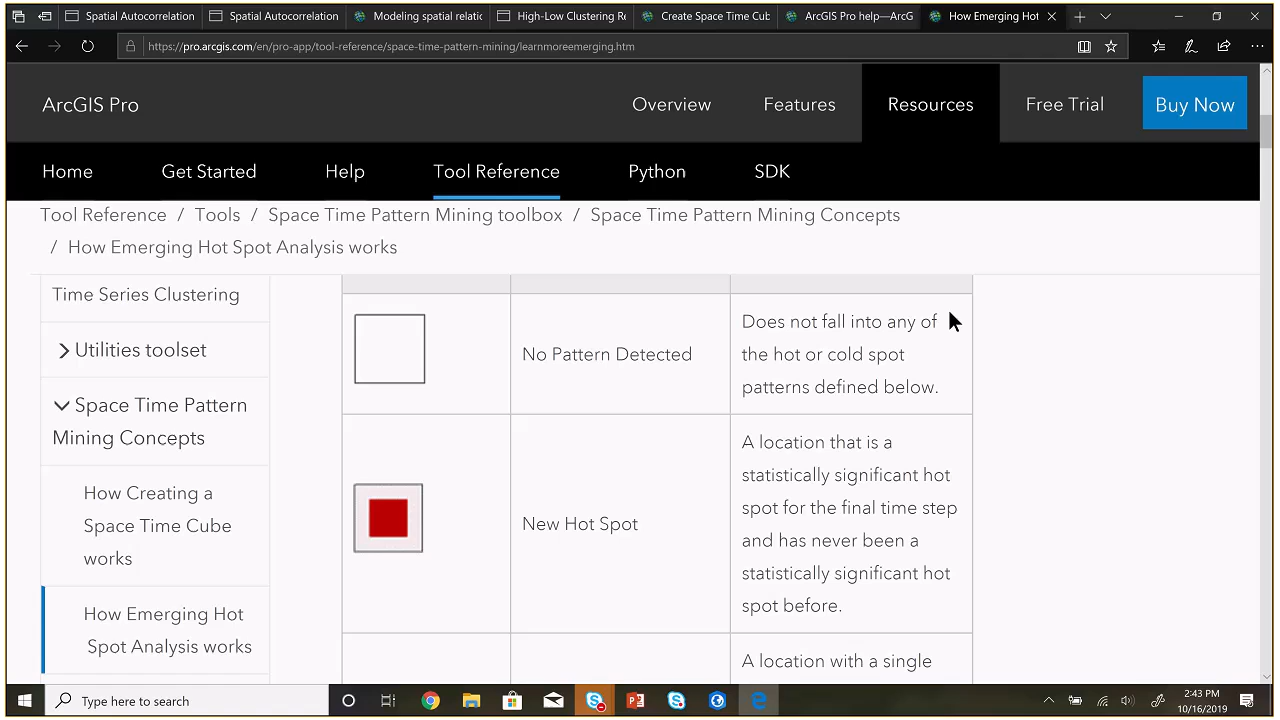 Spatial Autocorrelation
Spatial Autocorrelation
Modeling spatial relatic
High-Low Clustering Re
Create Space Time Cub
ArcGIS Pro help—ArcG
How Emerging Hot
https://pro.arcgis.com/en/pro-app/tool-reference/space-time-pattern-mining/learnmoreemerging.htm
ArcGIS Pro
Overview
Features
Resources
Free Trial
Buy Now
Home
Get Started
Help
Tool Reference
Python
SDK
Tool Reference / Tools / Space Time Pattern Mining toolbox / Space Time Pattern Mining Concepts
/ How Emerging Hot Spot Analysis works
Time Series Clustering
Utilities toolset
Space Time Pattern
Mining Concepts
How Creating a
Space Time Cube
works
How Emerging Hot
Spot Analysis works
No Pattern Detected
Does not fall into any of
the hot or cold spot
patterns defined below.
New Hot Spot
A location that is a
statistically significant hot
spot for the final time step
and has never been a
statistically significant hot
spot before.
A location with a single
Type here to search
2:43 PM
10/16/2019